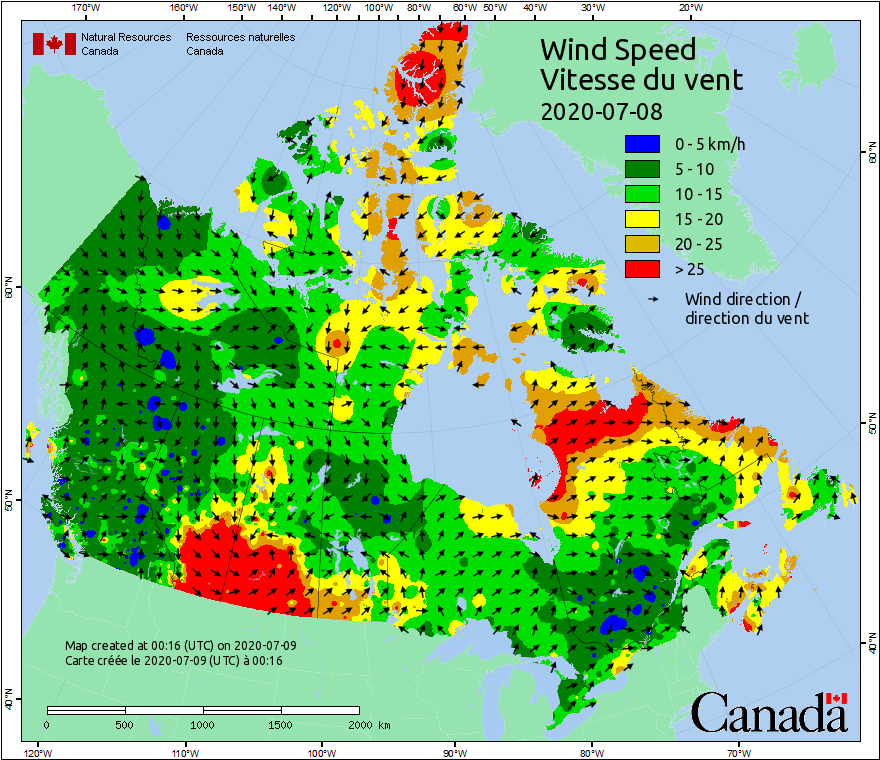 170°W 160°W 150°W 140°W 130°W 120°W 110°W 100°W 90°W 80°W 70°W 60°W 50°W 40°W 30°W 20°W
Natural Resources Ressources naturelles
Canada Canada
Wind Speed
Vitesse du vent
2020-07-08
0 - 5 km/h
5 - 10
10 - 15
15 - 20
20 - 25
> 25
Wind direction /
direction du vent
60°N
60°N
50°N
50°N
40°N
40°N
Map created at 00:16 (UTC) on 2020-07-09
Carte créée le 2020-07-09 (UTC) à 00:16
0 500 1000 1500 2000 km
Canada
120°W 110°W 100°W 90°W 80°W 70°W